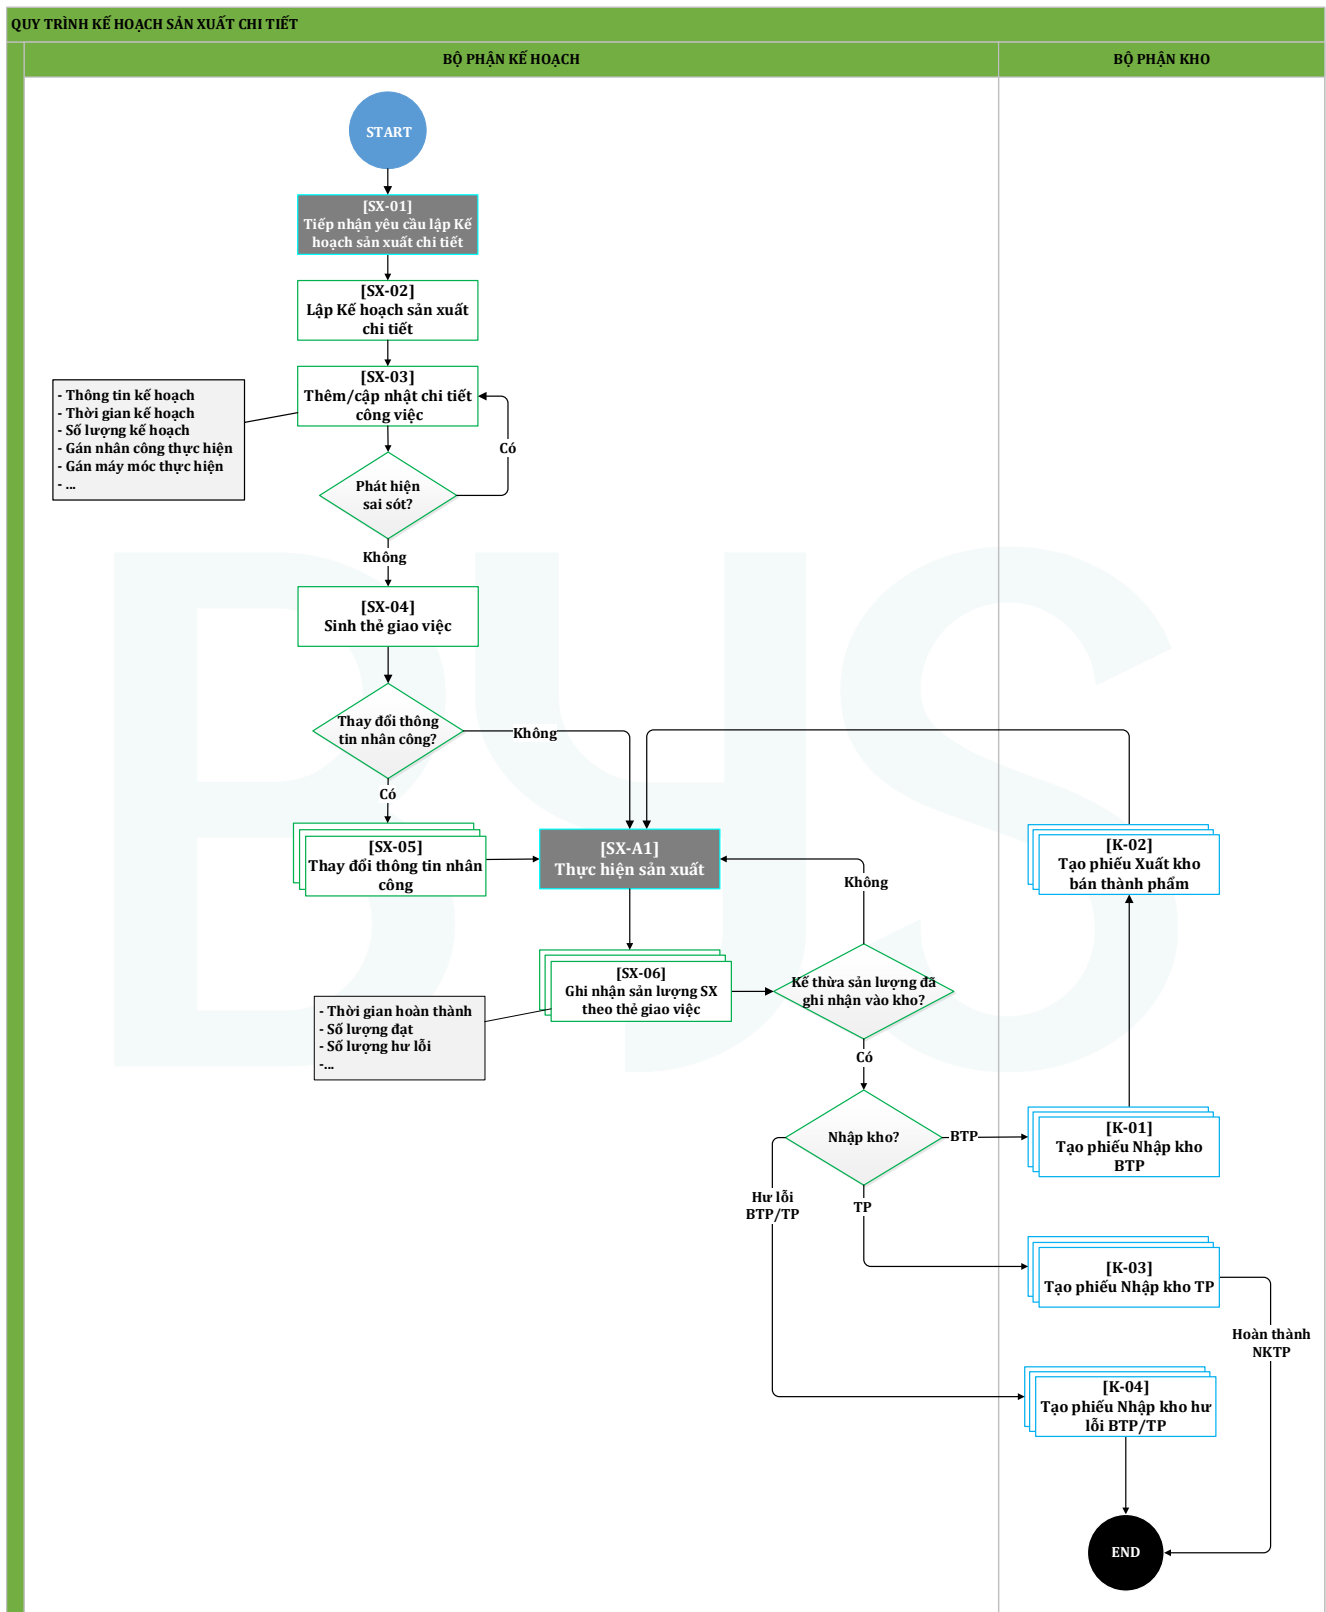 QUY TRÌNH KẾ HOẠCH SẢN XUẤT CHI TIẾT
BỘ PHẬN KẾ HOẠCH
BỘ PHẬN KHO
START
[SX-01]
Tiếp nhận yêu cầu lập Kế
hoạch sản xuất chi tiết
[SX-02]
Lập Kế hoạch sản xuất
chi tiết
[SX-03]
Thêm/cập nhật chi tiết
công việc
- Thông tin kế hoạch
- Thời gian kế hoạch
- Số lượng kế hoạch
- Gán nhân công thực hiện
- Gán máy móc thực hiện
- ...
Có
Phát hiện
sai sót?
Không
[SX-04]
Sinh thẻ giao việc
Thay đổi thông
tin nhân công?
Không
Có
[SX-05]
Thay đổi thông tin nhân
công
[SX-A1]
Thực hiện sản xuất
Không
[K-02]
Tạo phiếu Xuất kho
bán thành phẩm
[SX-06]
Ghi nhận sản lượng SX
theo thẻ giao việc
Kế thừa sản lượng đã
ghi nhận vào kho?
- Thời gian hoàn thành
- Số lượng đạt
- Số lượng hư lỗi
-...
Có
Nhập kho?
BTP
[K-01]
Tạo phiếu Nhập kho
BTP
Hư lỗi
BTP/TP
TP
[K-03]
Tạo phiếu Nhập kho TP
Hoàn thành
NKTP
[K-04]
Tạo phiếu Nhập kho hư
lỗi BTP/TP
END
BYS